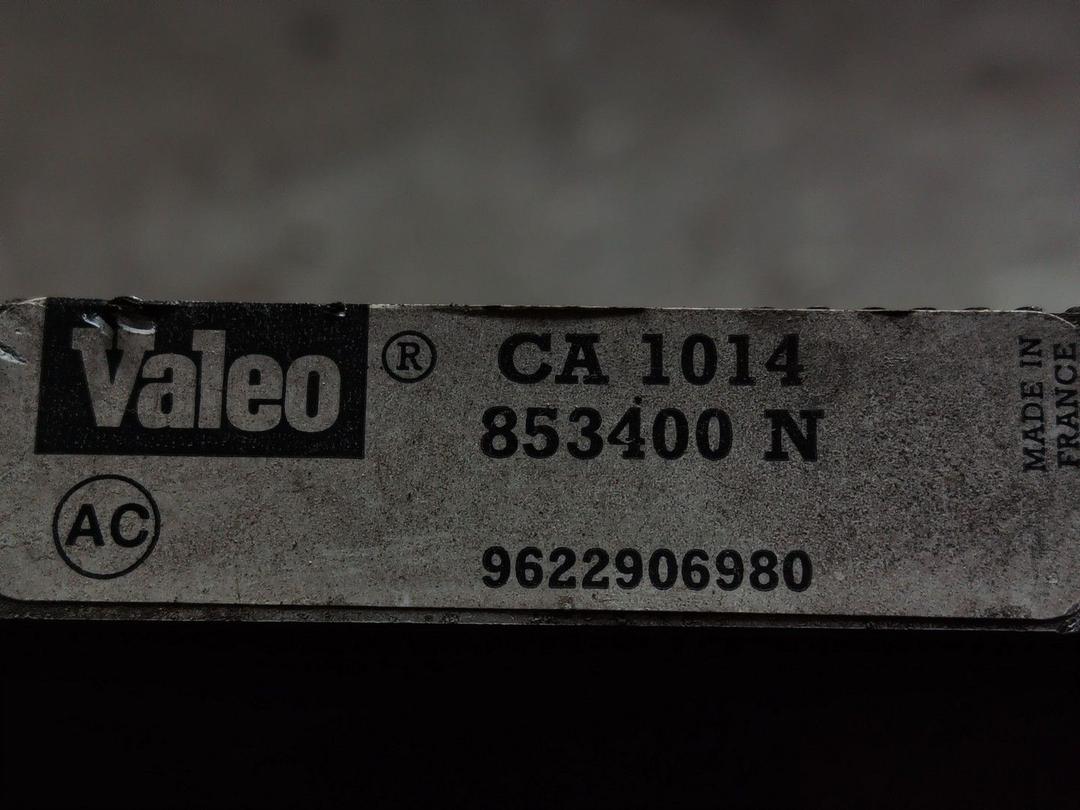 Valeo ®
CA 1014
853400 N
AC
9622906980
MADE IN
FRANCE